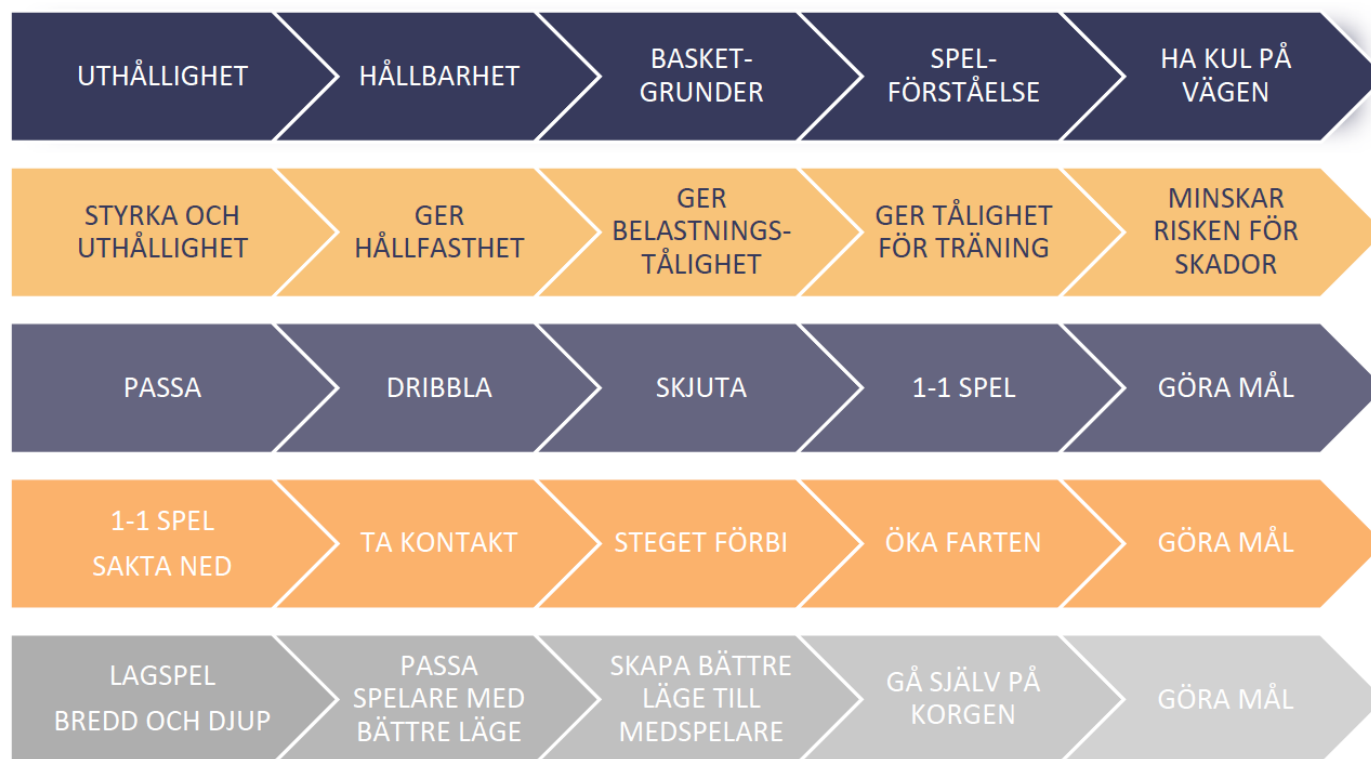 UTHÅLLIGHET
HÅLLBARHET
BASKET-
GRUNDER
SPEL-
FÖRSTÅELSE
HA KUL PÅ
VÄGEN
STYRKA OCH
UTHÅLLIGHET
GER
HÅLLFASTHET
GER
BELASTNINGS-
TÅLIGHET
GER TÅLIGHET
FÖR TRÄNING
MINSKAR
RISKEN FÖR
SKADOR
PASSA
DRIBBLA
SKJUTA
1-1 SPEL
GÖRA MÅL
1-1 SPEL
SAKTA NED
TA KONTAKT
STEGET FÖRBI
ÖKA FARTEN
GÖRA MÅL
LAGSPEL
BREDD OCH DJUP
PASSA
SPELARE MED
BÄTTRE LÄGE
SKAPA BÄTTRE
LÄGE TILL
MEDSPELARE
GÅ SJÄLV PÅ
KORGEN
GÖRA MÅL